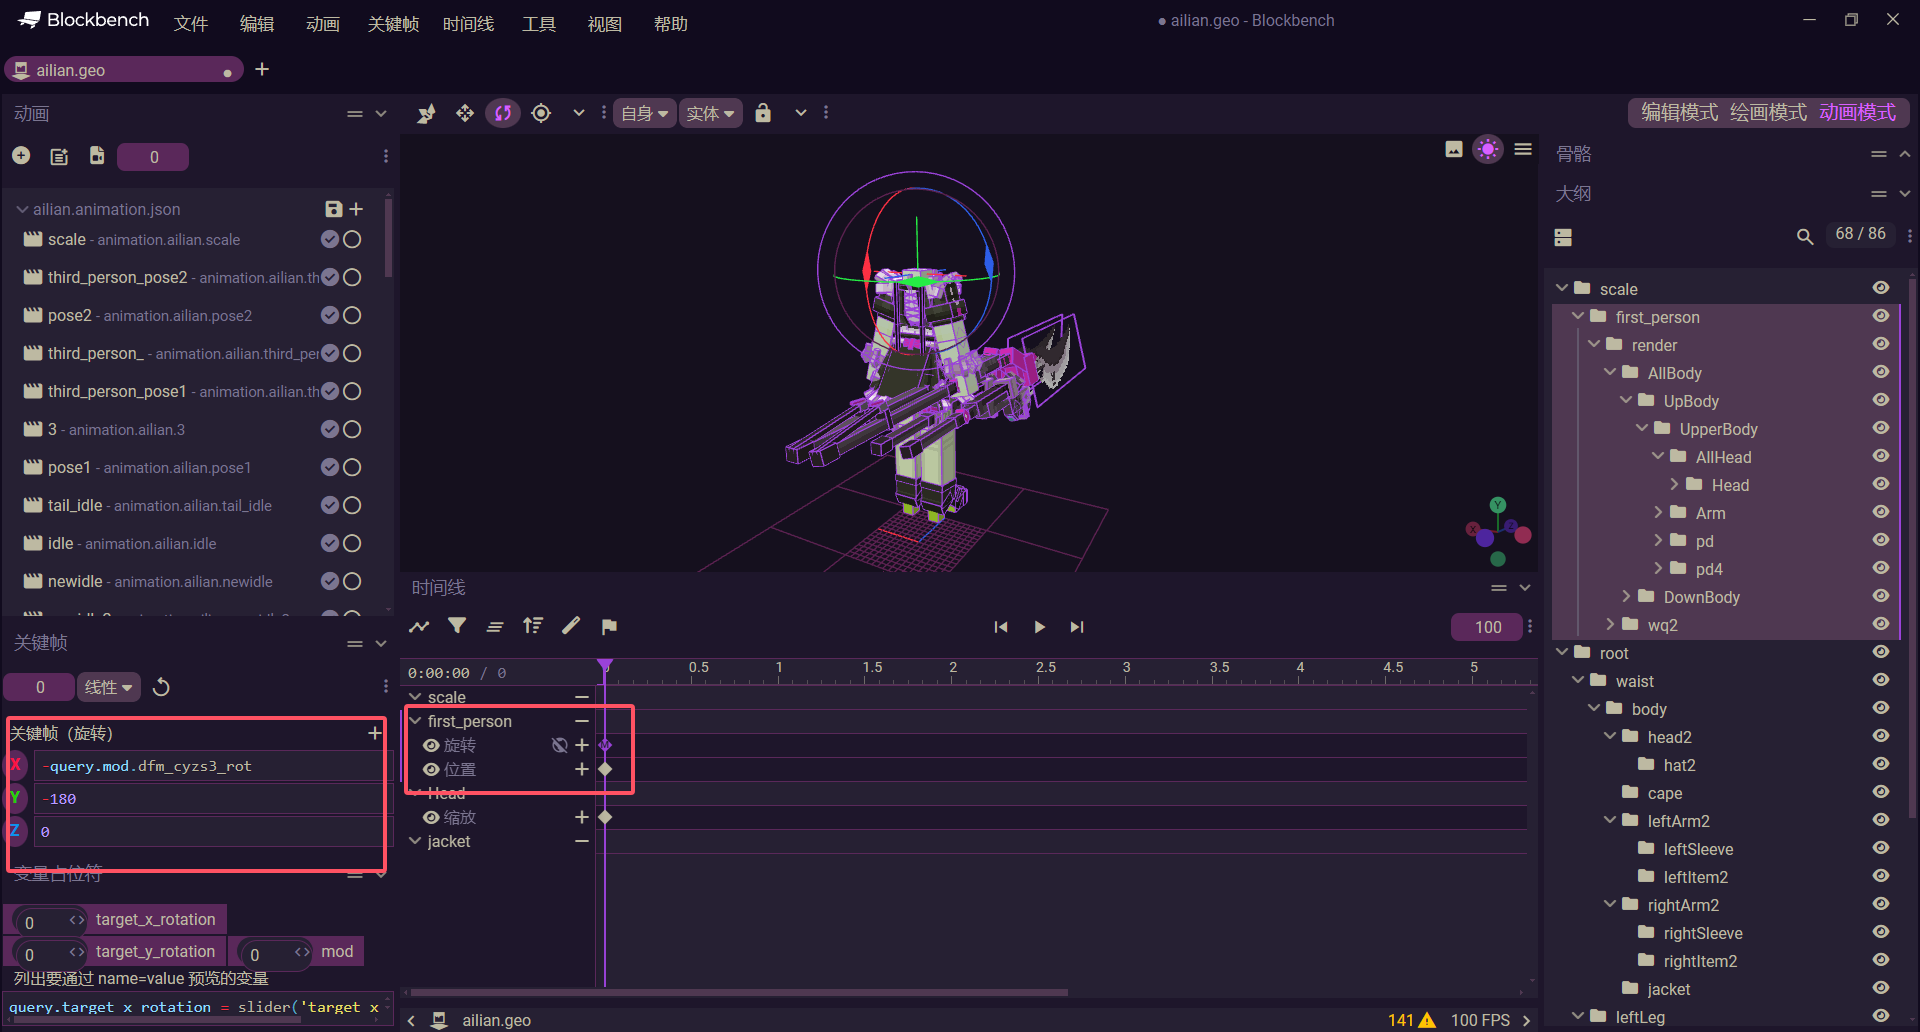 Blockbench 文件 编辑 动画 关键帧 时间线 工具 视图 帮助
● ailian.geo - Blockbench
ailian.geo
动画
0
ailian.animation.json
scale - animation.ailian.scale
third_person_pose2 - animation.ailian.th
pose2 - animation.ailian.pose2
third_person_ - animation.ailian.third_per
third_person_pose1 - animation.ailian.th
3 - animation.ailian.3
pose1 - animation.ailian.pose1
tail_idle - animation.ailian.tail_idle
idle - animation.ailian.idle
newidle - animation.ailian.newidle
关键帧
0 线性
关键帧（旋转）
X -query.mod.dfm_cyzs3_rot
Y -180
Z 0
变量占位符
0 target_x_rotation
0 target_y_rotation 0 mod
列出要通过 name=value 预览的变量
query.target_x_rotation = slider('target_x
自身 实体
编辑模式 绘画模式 动画模式
Y
X
Z
时间线
100
0:00:00 / 0
0 0.5 1 1.5 2 2.5 3 3.5 4 4.5 5
scale
first_person
旋转
位置
Head
缩放
jacket
ailian.geo
141 100 FPS
骨骼
大纲
68 / 86
scale
first_person
render
AllBody
UpBody
UpperBody
AllHead
Head
Arm
pd
pd4
DownBody
wq2
root
waist
body
head2
hat2
cape
leftArm2
leftSleeve
leftItem2
rightArm2
rightSleeve
rightItem2
jacket
leftLeg